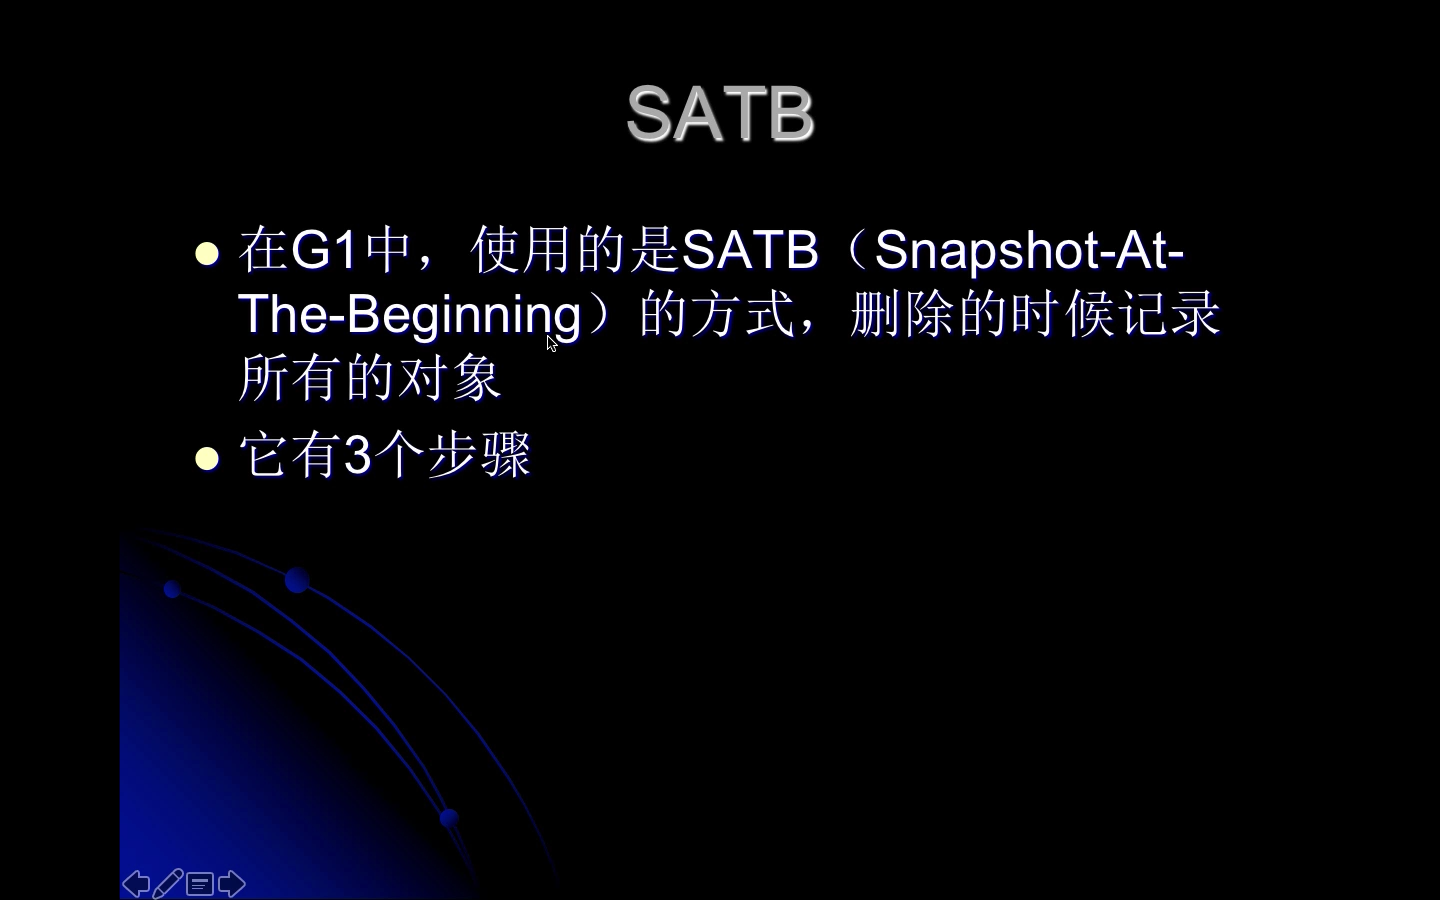 SATB
在G1中，使用的是SATB（Snapshot-At-
The-Beginning）的方式，删除的时候记录
所有的对象
它有3个步骤